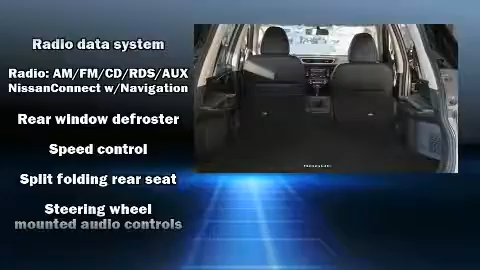 Radio data system
Radio: AM/FM/CD/RDS/AUX
NissanConnect w/Navigation
Rear window defroster
Speed control
Split folding rear seat
Steering wheel
mounted audio controls